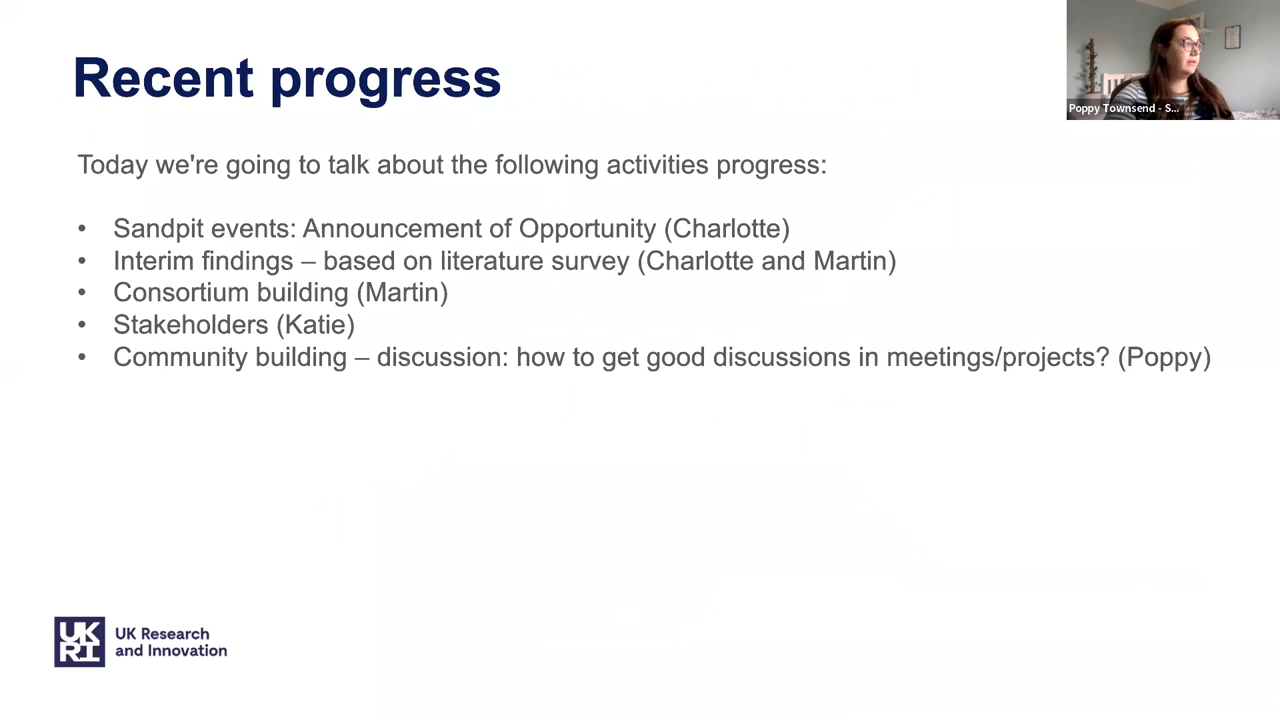 Recent progress
Poppy Townsend - S...
Today we're going to talk about the following activities progress:
• Sandpit events: Announcement of Opportunity (Charlotte)
• Interim findings – based on literature survey (Charlotte and Martin)
• Consortium building (Martin)
• Stakeholders (Katie)
• Community building – discussion: how to get good discussions in meetings/projects? (Poppy)
UK
RI
UK Research
and Innovation